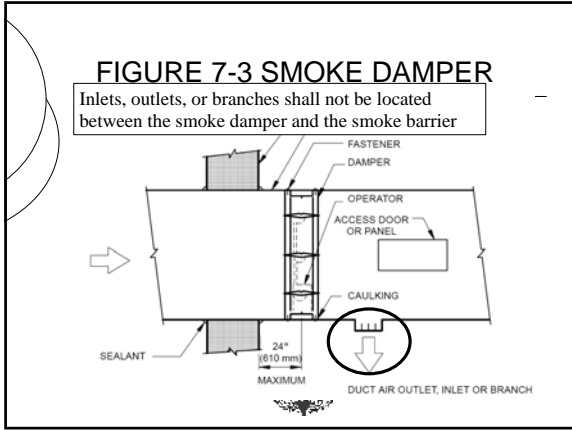 FIGURE 7-3 SMOKE DAMPER
Inlets, outlets, or branches shall not be located
between the smoke damper and the smoke barrier
FASTENER
DAMPER
OPERATOR
ACCESS DOOR
OR PANEL
CAULKING
SEALANT
24"
(610 mm)
MAXIMUM
DUCT AIR OUTLET, INLET OR BRANCH